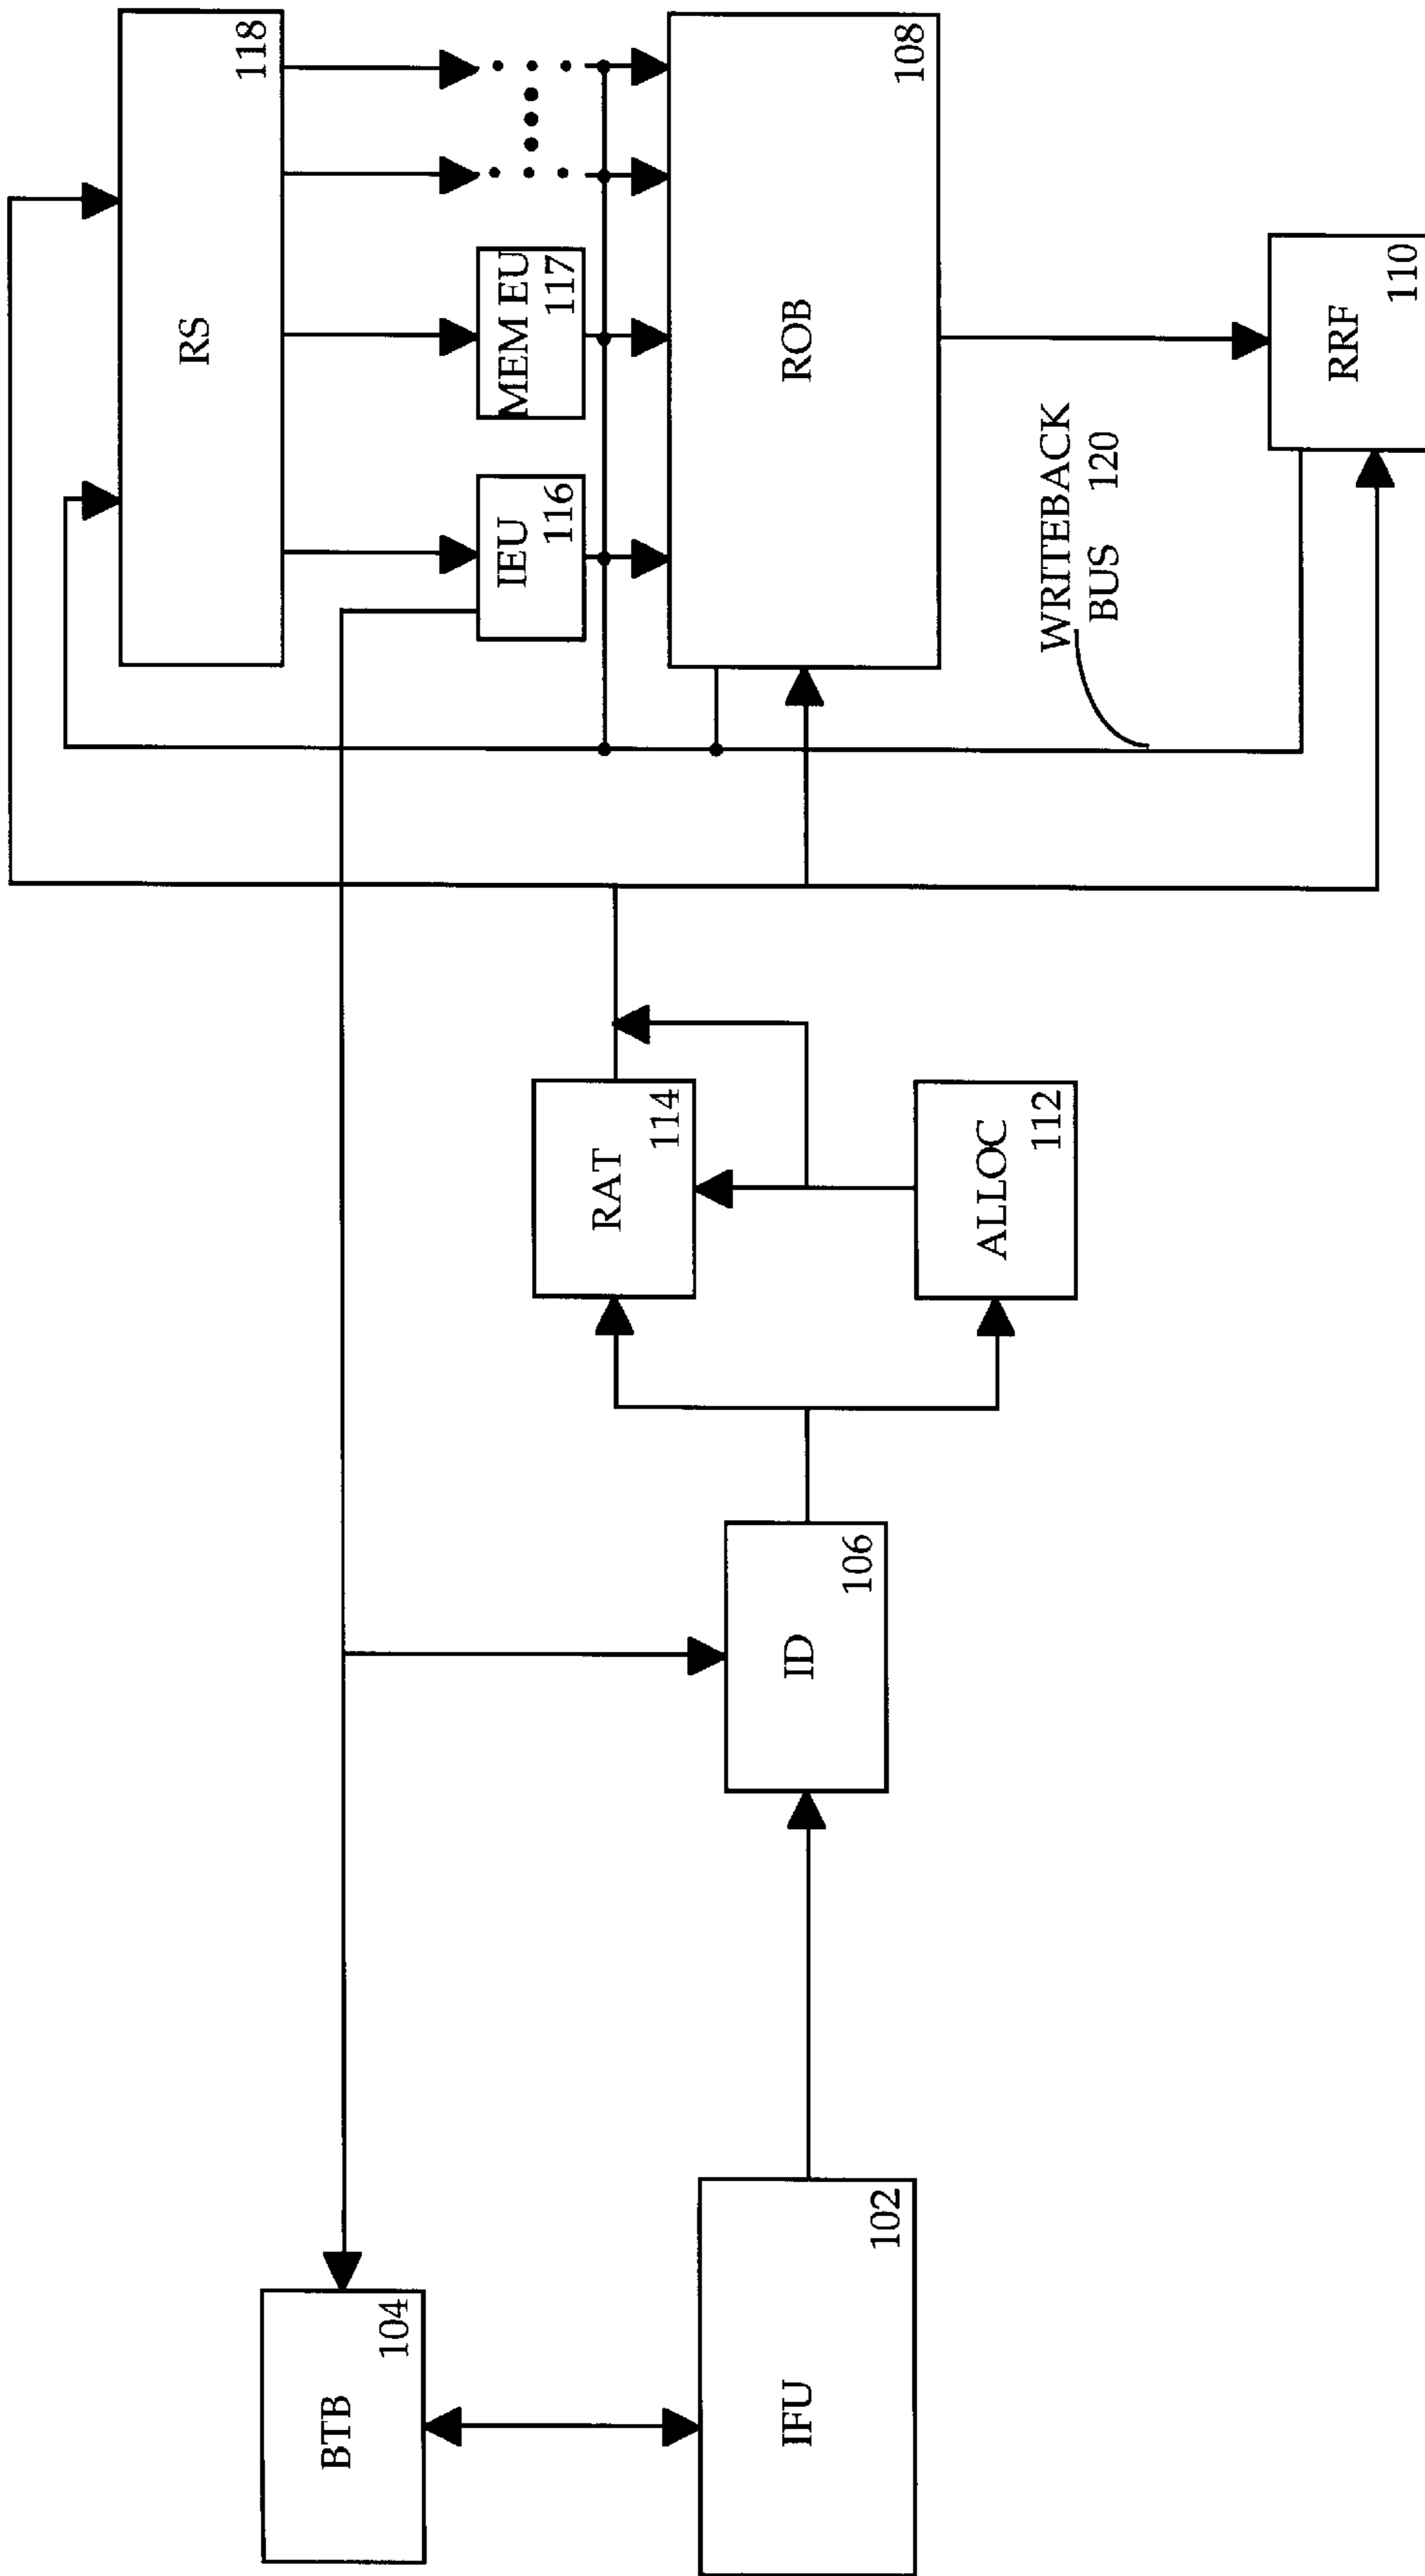 BTB
104
IFU
102
ID
106
RAT
114
ALLOC
112
RS
118
IEU
116
MEM EU
117
ROB
108
WRITEBACK
BUS 120
RRF
110